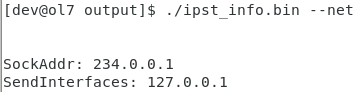 [dev@ol7 output]$ ./ipst_info.bin --net
SockAddr: 234.0.0.1
SendInterfaces: 127.0.0.1